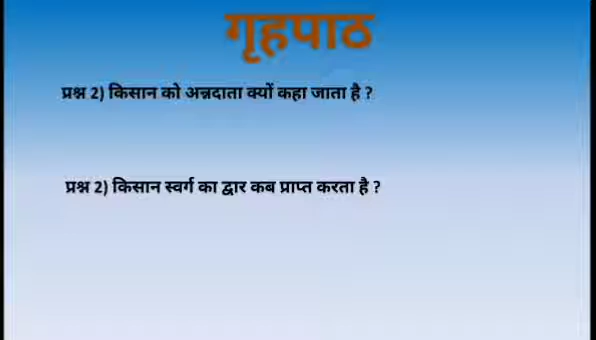 गृहपाठ
प्रश्न 2) किसान को अन्नदाता क्यों कहा जाता है ?
प्रश्न 2) किसान स्वर्ग का द्वार कब प्राप्त करता है ?